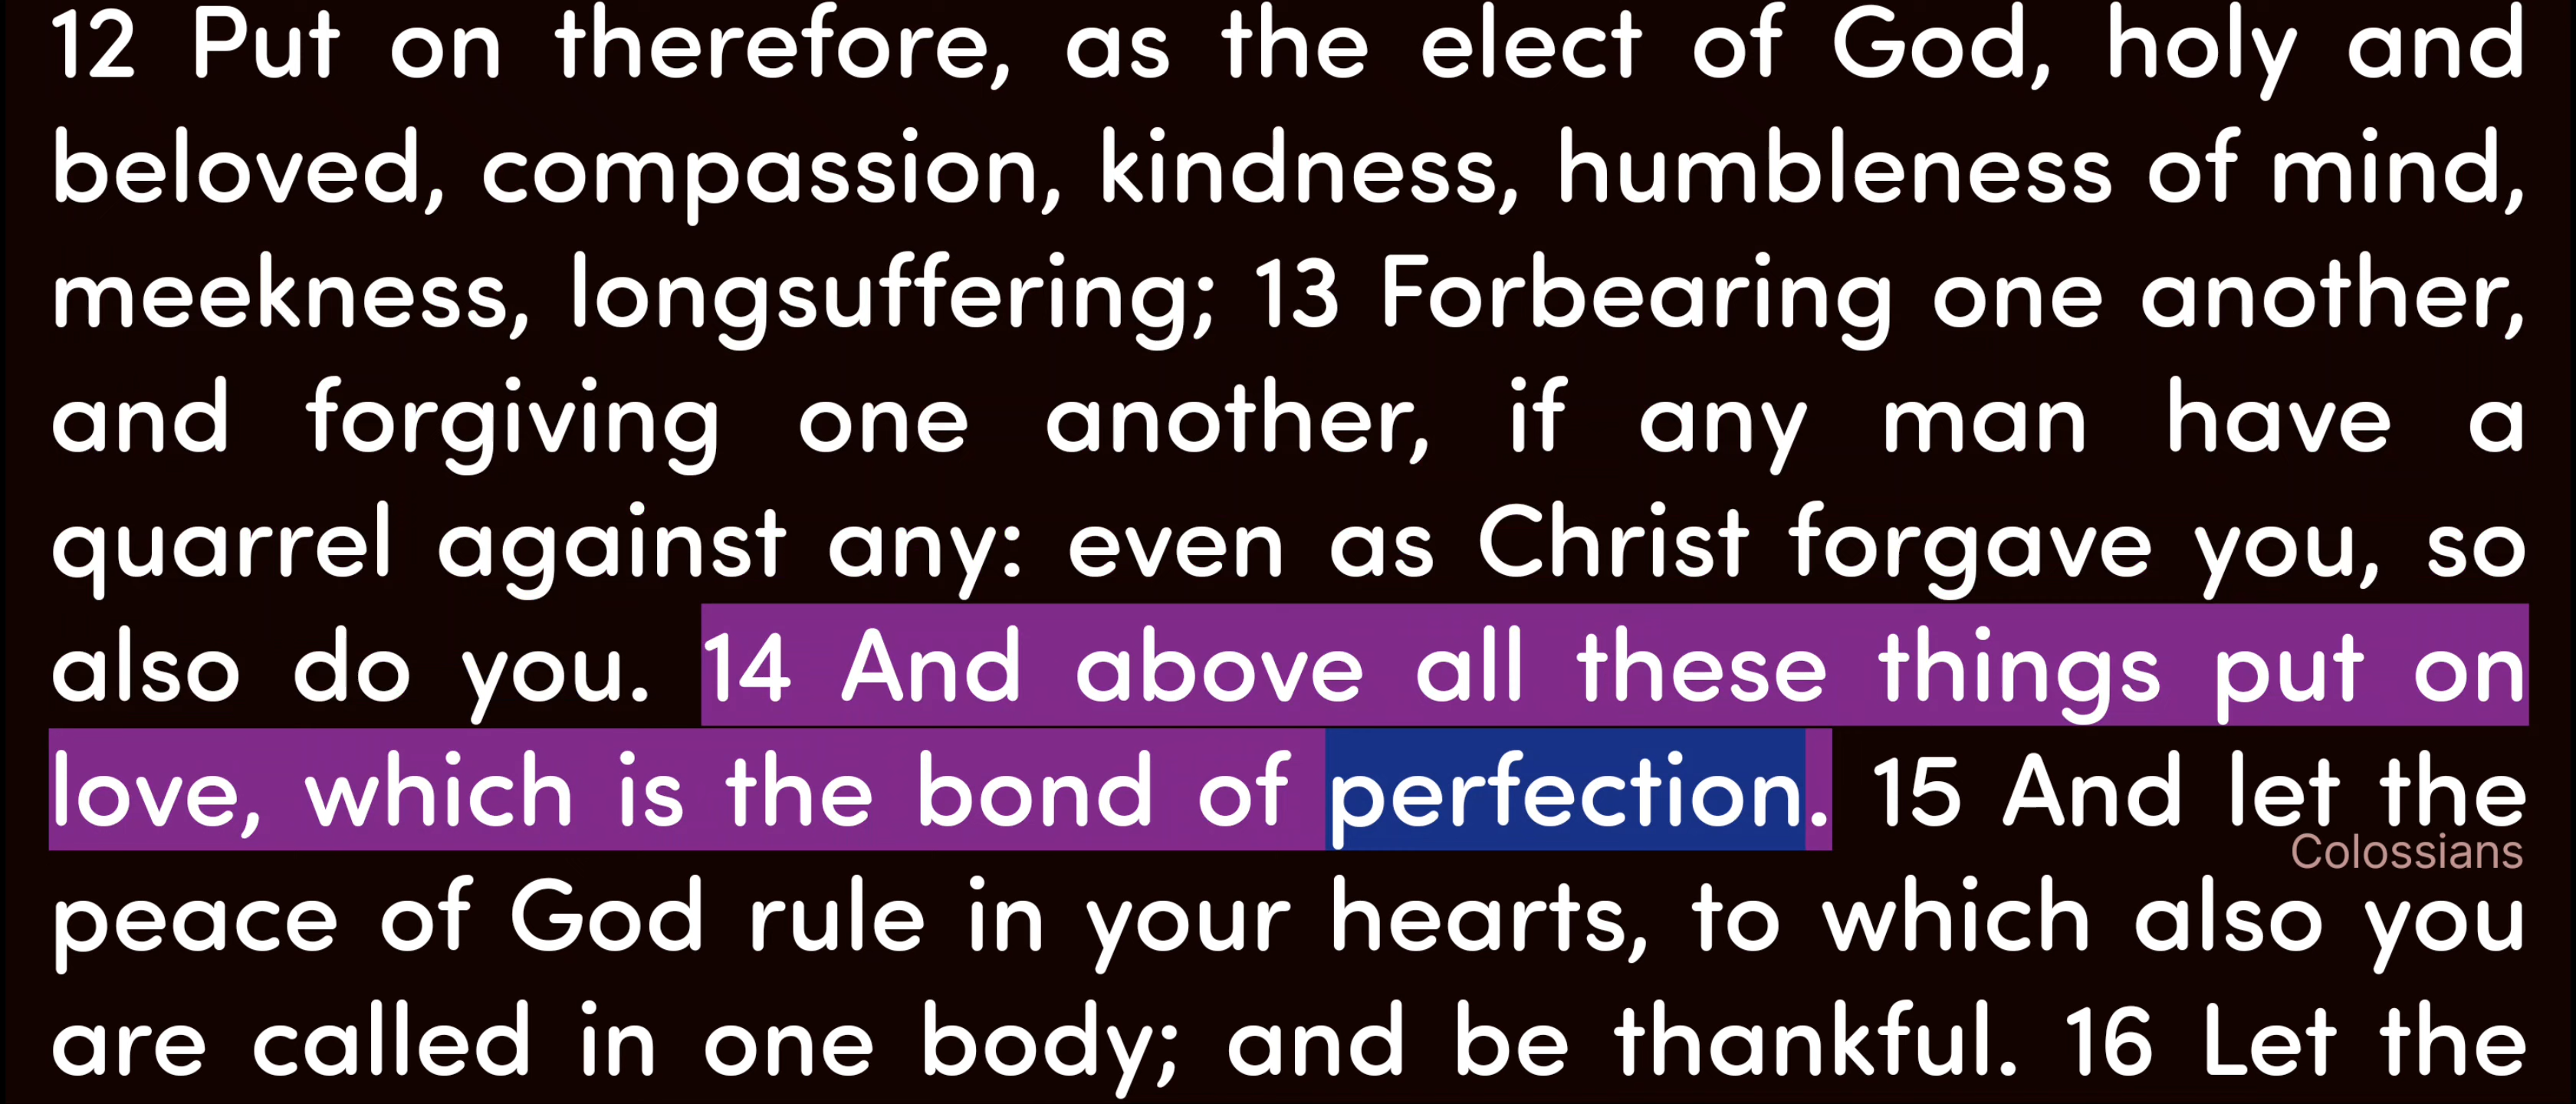 12 Put on therefore, as the elect of God, holy and
beloved, compassion, kindness, humbleness of mind,
meekness, longsuffering; 13 Forbearing one another,
and forgiving one another, if any man have a
quarrel against any: even as Christ forgave you, so
also do you. 14 And above all these things put on
love, which is the bond of perfection. 15 And let the
Colossians
peace of God rule in your hearts, to which also you
are called in one body; and be thankful. 16 Let the